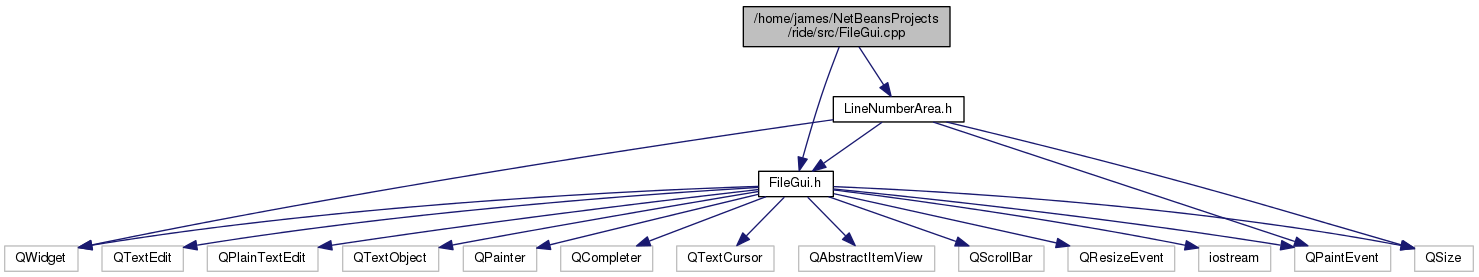 /home/james/NetBeansProjects
/ride/src/FileGui.cpp
LineNumberArea.h
FileGui.h
QWidget
QTextEdit
QPlainTextEdit
QTextObject
QPainter
QCompleter
QTextCursor
QAbstractItemView
QScrollBar
QResizeEvent
iostream
QPaintEvent
QSize